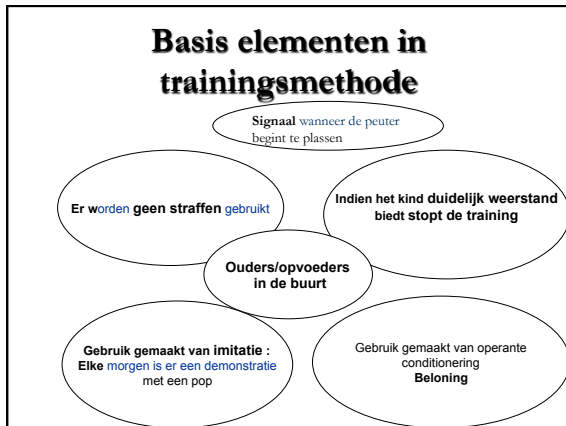 Basis elementen in
trainingsmethode
Signaal wanneer de peuter
begint te plassen
Er worden geen straffen gebruikt
Indien het kind duidelijk weerstand
biedt stopt de training
Ouders/opvoeders
in de buurt
Gebruik gemaakt van imitatie :
Elke morgen is er een demonstratie
met een pop
Gebruik gemaakt van operante
conditionering
Beloning